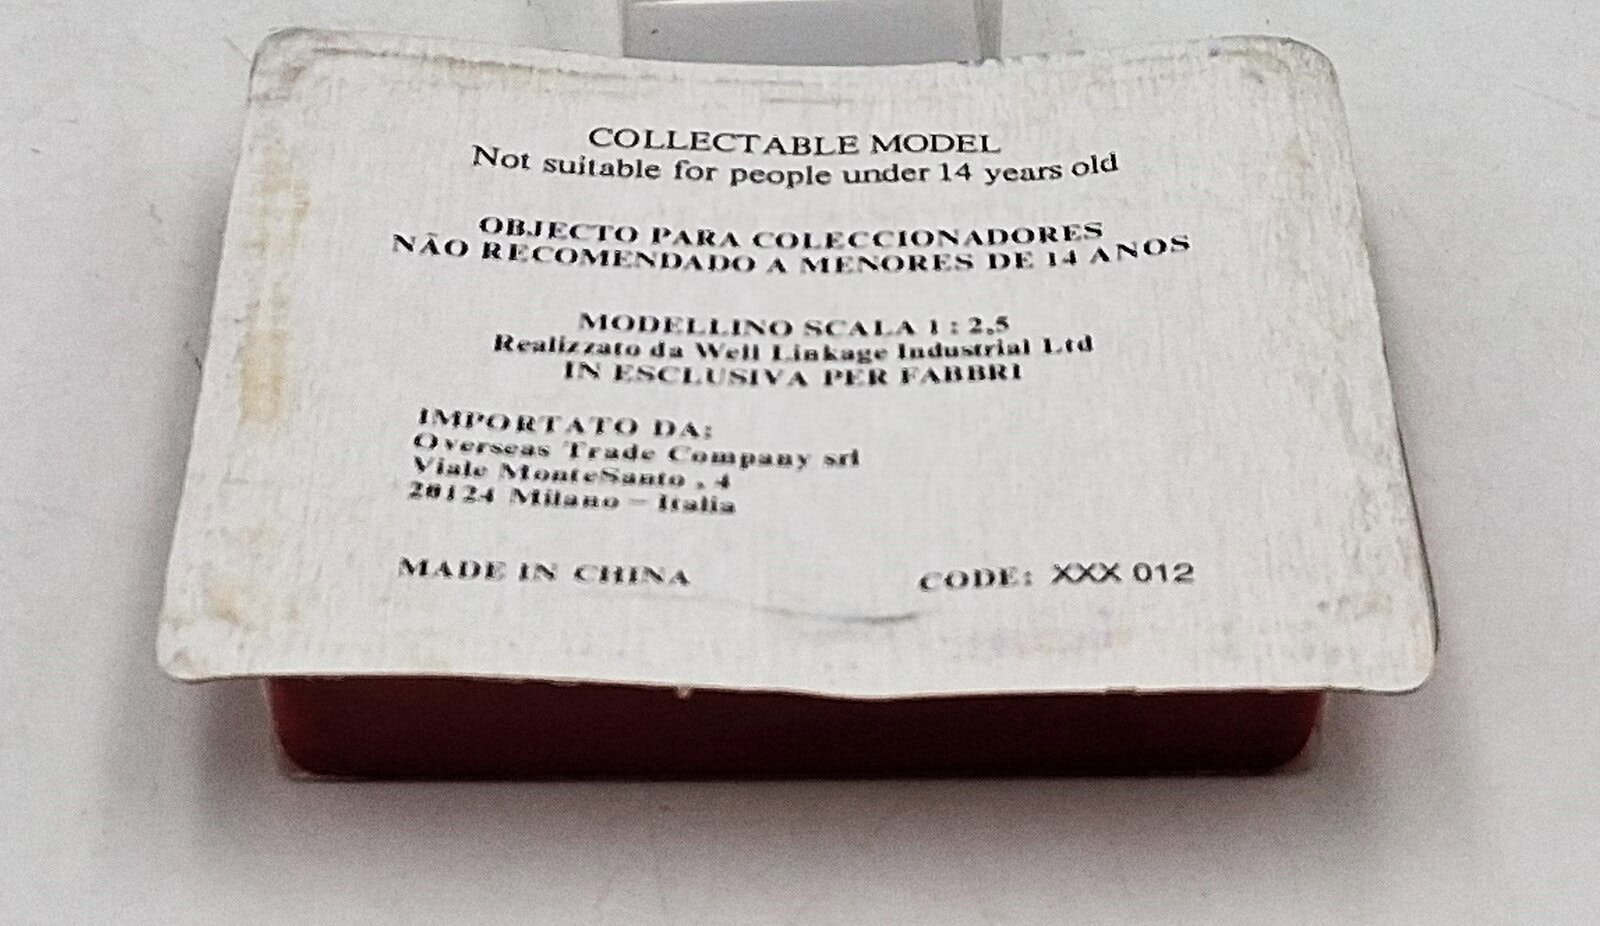 COLLECTABLE MODEL
Not suitable for people under 14 years old
OBJECTO PARA COLECCIONADORES
NÃO RECOMENDADO A MENORES DE 14 ANOS
MODELLINO SCALA 1 : 2,5
Realizzato da Well Linkage Industrial Ltd
IN ESCLUSIVA PER FABBRI
IMPORTATO DA:
Overseas Trade Company srl
Viale MonteSanto , 4
20124 Milano - Italia
MADE IN CHINA CODE: XXX 012